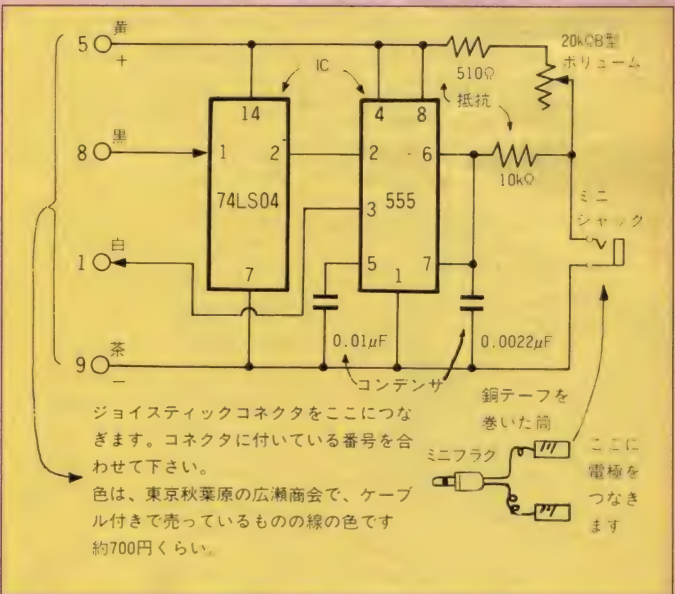 5
黄
+
8
黒
1
白
9
茶
−
IC
14
1
2
74LS04
7
4
8
2
6
3
555
5
7
1
510Ω
抵抗
20kΩB型
ボリューム
10kΩ
ミニ
ジャック
0.01μF
0.0022μF
コンデンサ
ジョイスティックコネクタをここにつな
ぎます。コネクタに付いている番号を合
わせて下さい。
色は、東京秋葉原の広瀬商会で、ケーブ
ル付きで売っているものの線の色です
約700円くらい。
銅テープを
巻いた筒
ミニプラグ
ここに
電極を
つなぎ
ます